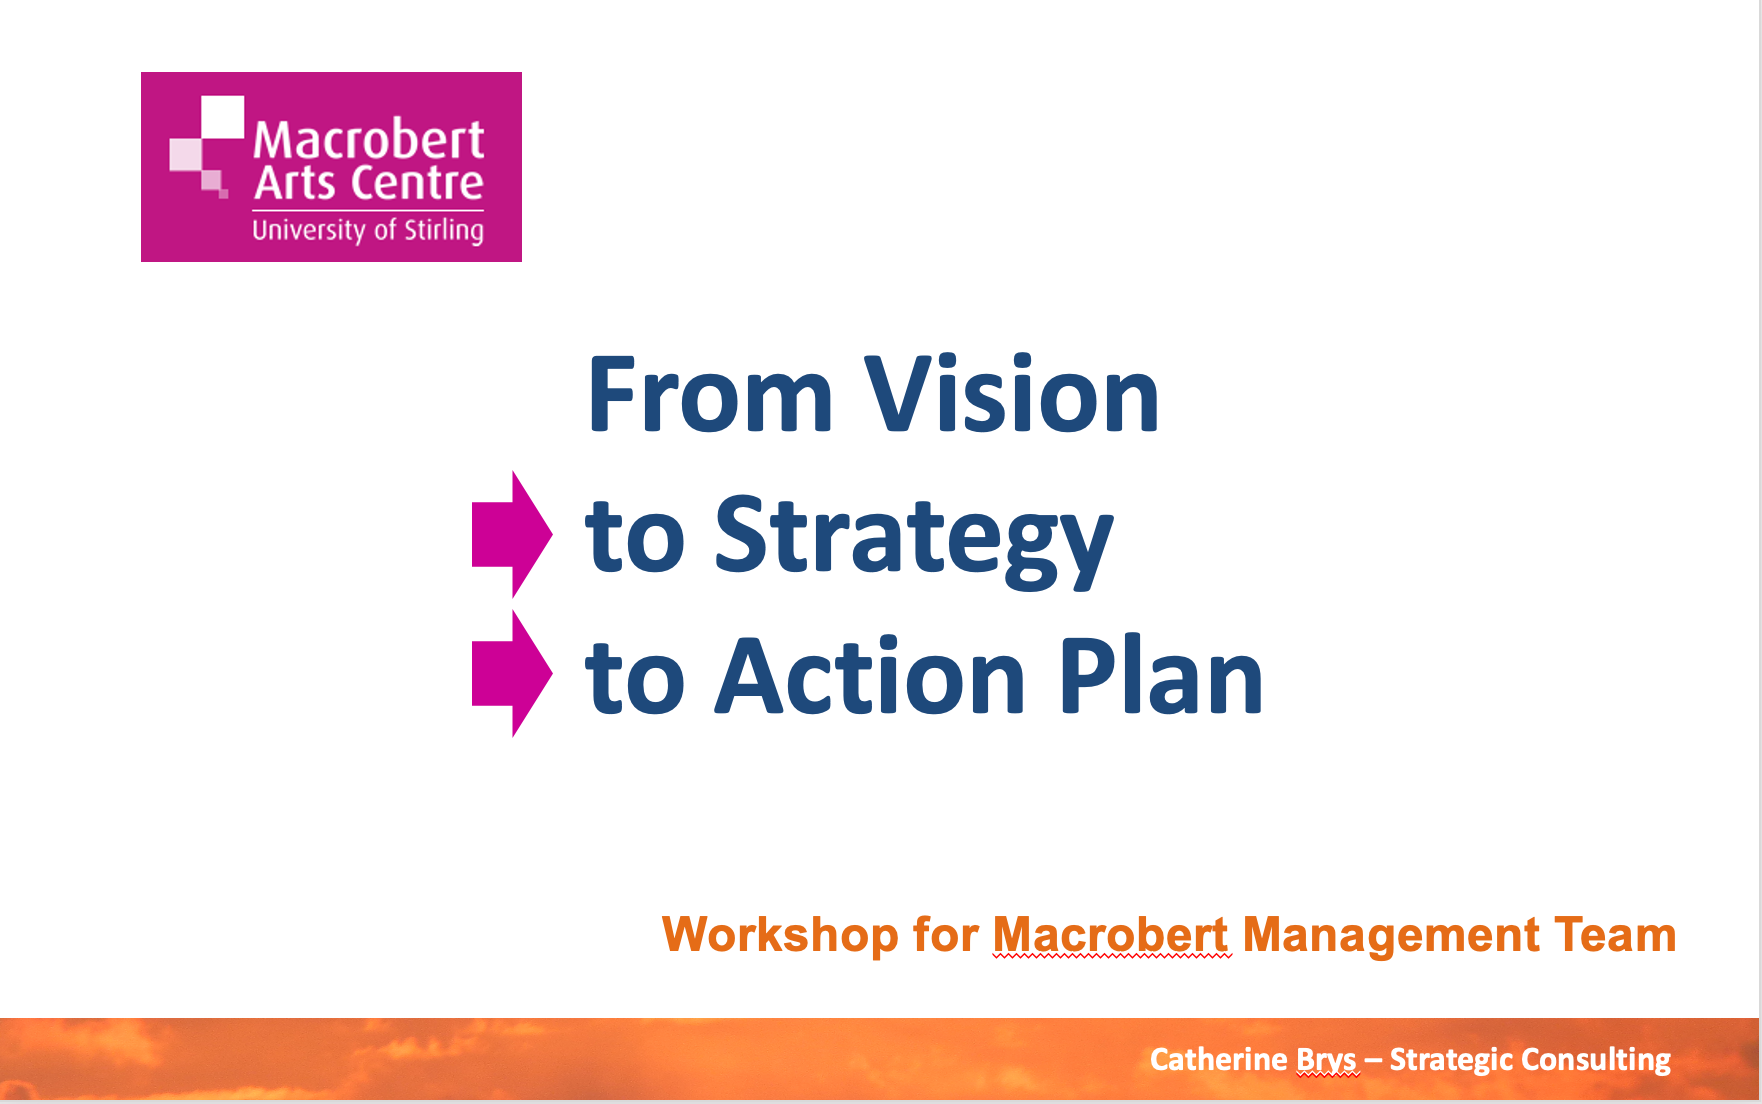 Macrobert
Arts Centre
University of Stirling
From Vision
to Strategy
to Action Plan
Workshop for Macrobert Management Team
Catherine Brys – Strategic Consulting